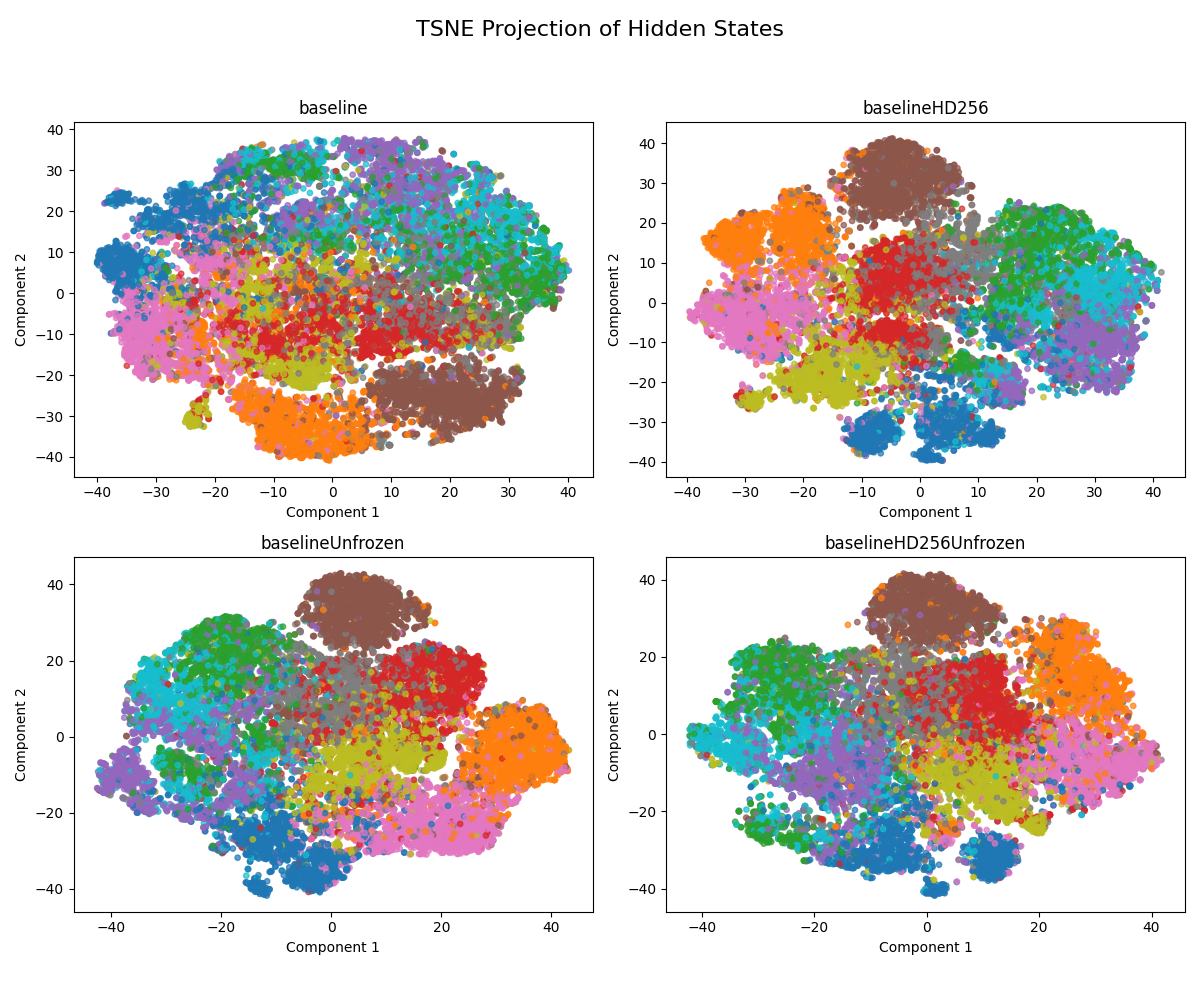 TSNE Projection of Hidden States
baseline
Component 2
40
30
20
10
0
−10
−20
−30
−40
−40 −30 −20 −10 0 10 20 30 40
Component 1
baselineHD256
Component 2
40
30
20
10
0
−10
−20
−30
−40
−40 −30 −20 −10 0 10 20 30 40
Component 1
baselineUnfrozen
Component 2
40
20
0
−20
−40
−40 −20 0 20 40
Component 1
baselineHD256Unfrozen
Component 2
40
20
0
−20
−40
−40 −20 0 20 40
Component 1